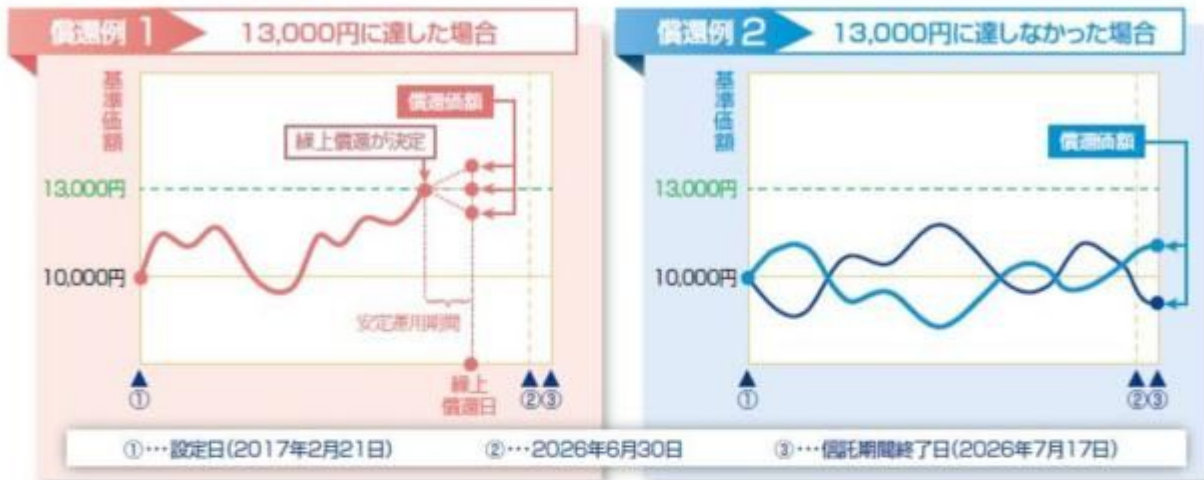 償還例1 13,000円に達した場合
基準価額
償還価額
繰上償還が決定
13,000円
10,000円
安定運用期間
繰上
償還日
① ②③
償還例2 13,000円に達しなかった場合
基準価額
償還価額
13,000円
10,000円
① ②③
①…設定日(2017年2月21日) ②…2026年6月30日 ③…信託期間終了日(2026年7月17日)